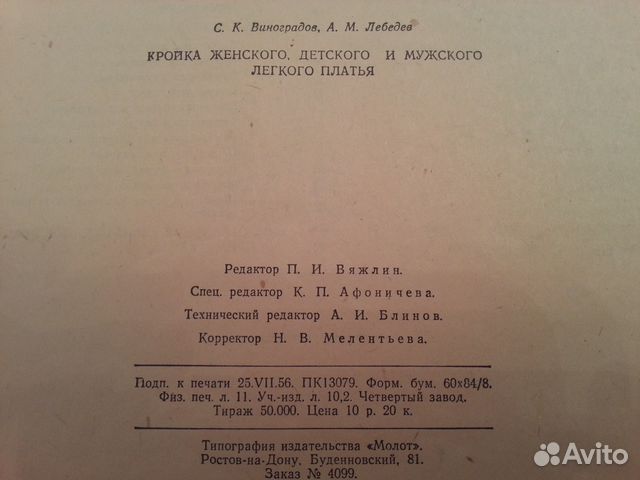 С. К. Виноградов, А. М. Лебедев
КРОЙКА ЖЕНСКОГО, ДЕТСКОГО И МУЖСКОГО
ЛЕГКОГО ПЛАТЬЯ
Редактор П. И. Вяжлин.
Спец. редактор К. П. Афоничева.
Технический редактор А. И. Блинов.
Корректор Н. В. Мелентьева.
Подп. к печати 25.VII.56. ПК13079. Форм. бум. 60х84/8.
Физ. печ. л. 11. Уч.-изд. л. 10,2. Четвертый завод.
Тираж 50.000. Цена 10 р. 20 к.
Типография издательства «Молот».
Ростов-на-Дону, Буденновский, 81.
Заказ № 4099.
Avito